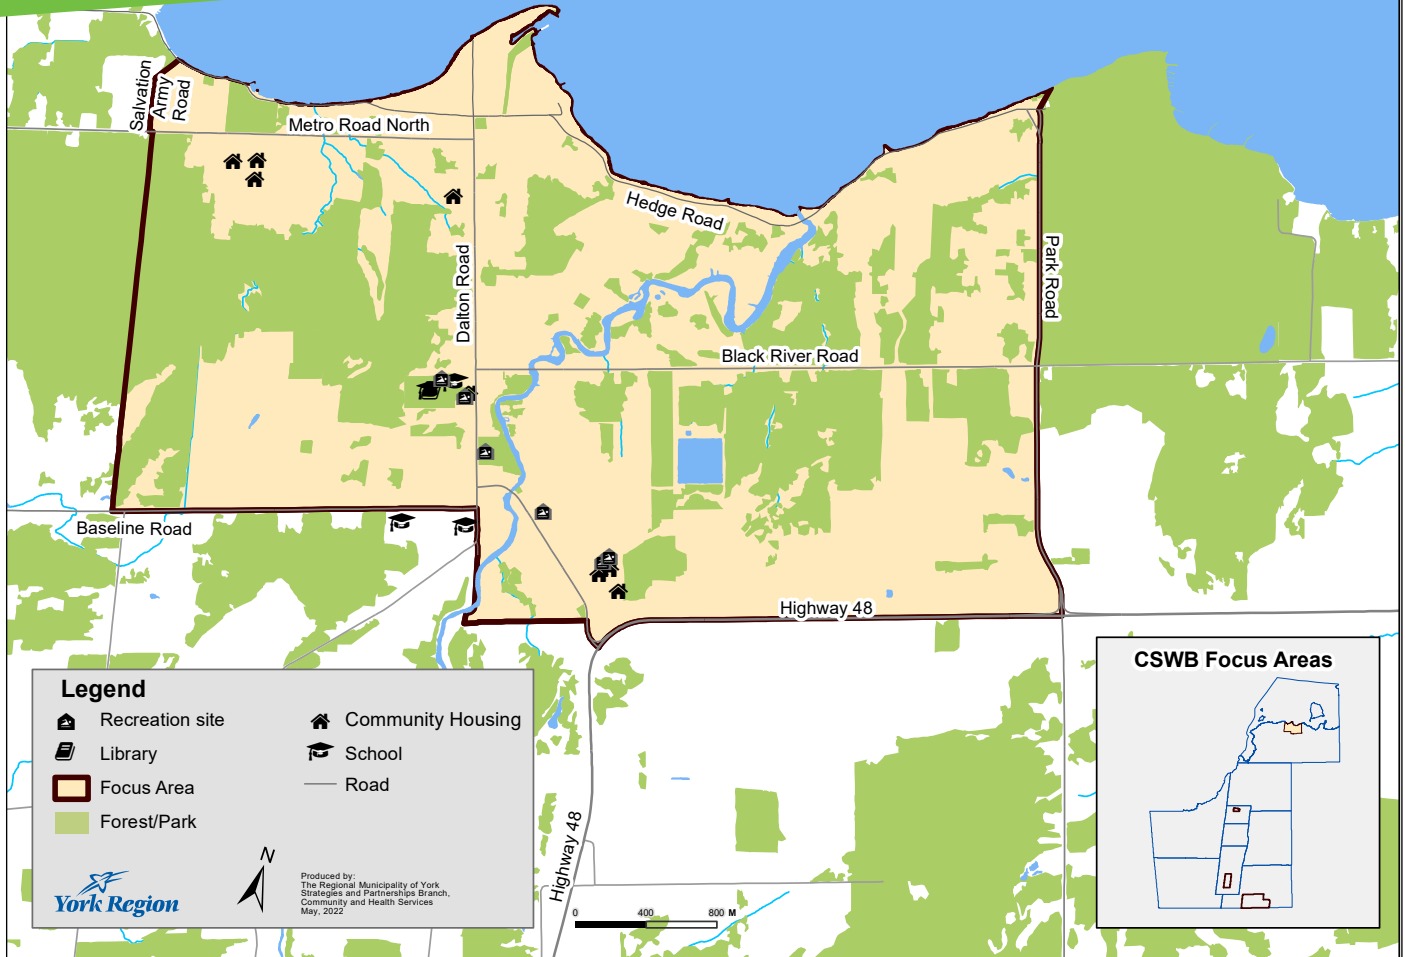 Salvation
Army
Road
Metro Road North
Hedge Road
Dalton Road
Park Road
Black River Road
Baseline Road
Highway 48
Highway 48
Legend
Recreation site
Library
Focus Area
Forest/Park
Community Housing
School
Road
York Region
N
Produced by:
The Regional Municipality of York
Strategies and Partnerships Branch,
Community and Health Services
May, 2022
0 400 800 M
CSWB Focus Areas